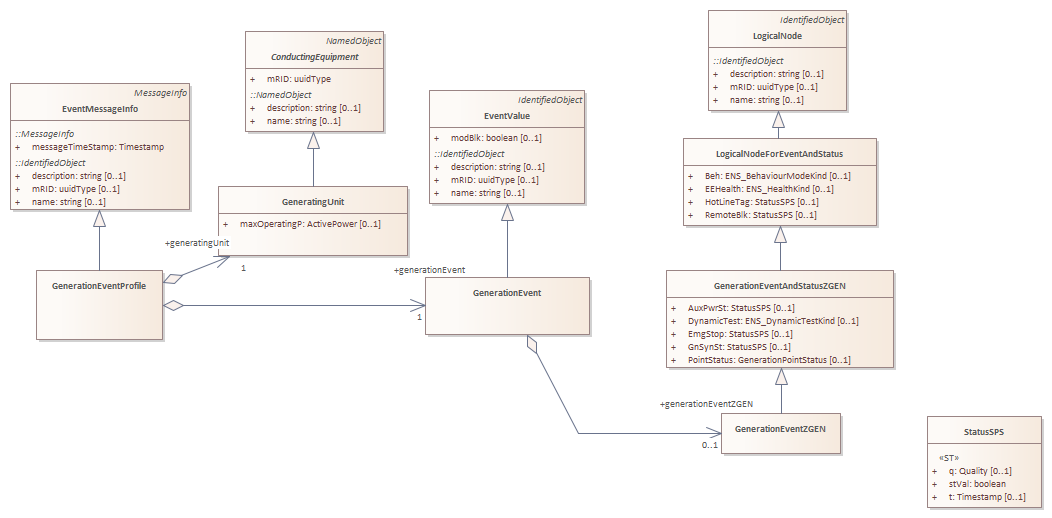 MessageInfo
EventMessageInfo
::MessageInfo
+ messageTimeStamp: Timestamp
::IdentifiedObject
+ description: string [0..1]
+ mRID: uuidType [0..1]
+ name: string [0..1]
NamedObject
ConductingEquipment
+ mRID: uuidType
::NamedObject
+ description: string [0..1]
+ name: string [0..1]
GeneratingUnit
+ maxOperatingP: ActivePower [0..1]
+generatingUnit
1
GenerationEventProfile
IdentifiedObject
EventValue
+ modBlk: boolean [0..1]
::IdentifiedObject
+ description: string [0..1]
+ mRID: uuidType [0..1]
+ name: string [0..1]
+generationEvent
1
GenerationEvent
IdentifiedObject
LogicalNode
::IdentifiedObject
+ description: string [0..1]
+ mRID: uuidType [0..1]
+ name: string [0..1]
LogicalNodeForEventAndStatus
+ Beh: ENS_BehaviourModeKind [0..1]
+ EEHealth: ENS_HealthKind [0..1]
+ HotLineTag: StatusSPS [0..1]
+ RemoteBlk: StatusSPS [0..1]
GenerationEventAndStatusZGEN
+ AuxPwrSt: StatusSPS [0..1]
+ DynamicTest: ENS_DynamicTestKind [0..1]
+ EmgStop: StatusSPS [0..1]
+ GnSynSt: StatusSPS [0..1]
+ PointStatus: GenerationPointStatus [0..1]
+generationEventZGEN
0..1
GenerationEventZGEN
StatusSPS
«ST»
+ q: Quality [0..1]
+ stVal: boolean
+ t: Timestamp [0..1]